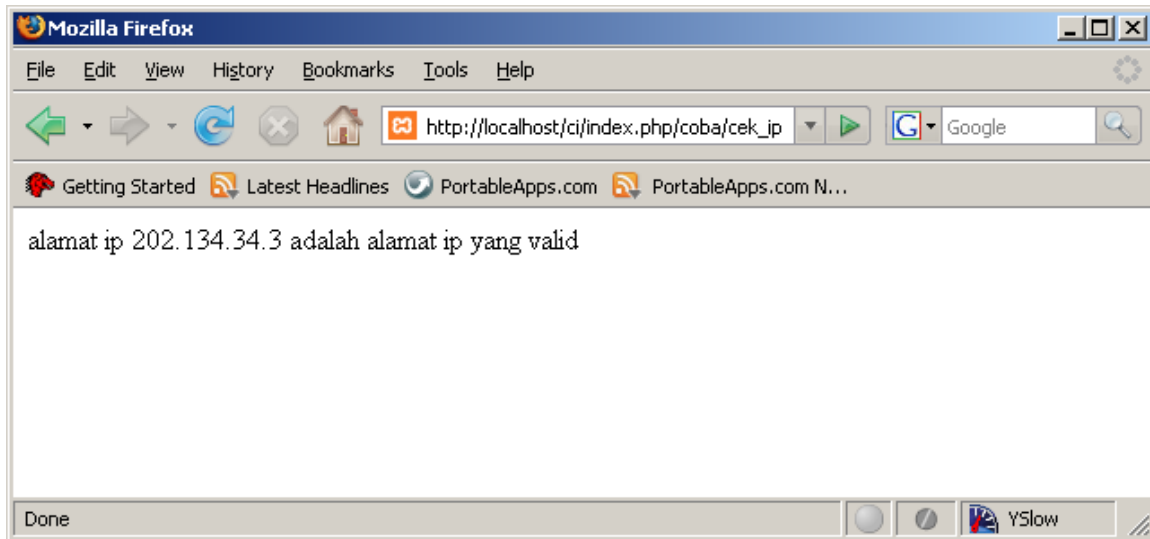 Mozilla Firefox
File Edit View History Bookmarks Tools Help
http://localhost/ci/index.php/coba/cek_ip G Google
Getting Started Latest Headlines PortableApps.com PortableApps.com N...
alamat ip 202.134.34.3 adalah alamat ip yang valid
Done YSlow